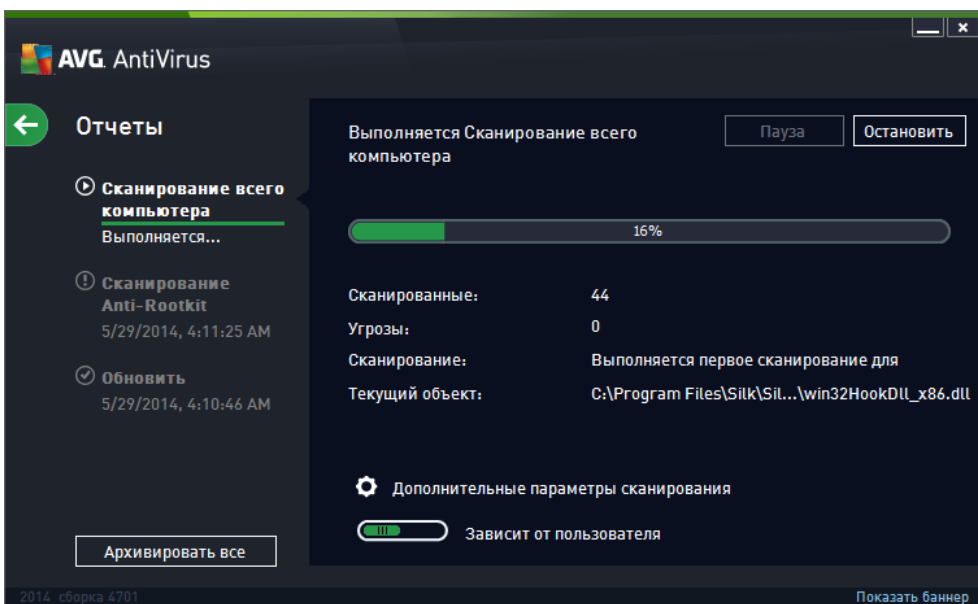 AVG AntiVirus
Отчеты
Сканирование всего
компьютера
Выполняется...
Сканирование
Anti-Rootkit
5/29/2014, 4:11:25 AM
Обновить
5/29/2014, 4:10:46 AM
Архивировать все
Выполняется Сканирование всего
компьютера
Пауза
Остановить
16%
Сканированные: 44
Угрозы: 0
Сканирование: Выполняется первое сканирование для
Текущий объект: C:\Program Files\Silk\Sil...\win32HookDll_x86.dll
Дополнительные параметры сканирования
Зависит от пользователя
2014 сборка 4701
Показать баннер